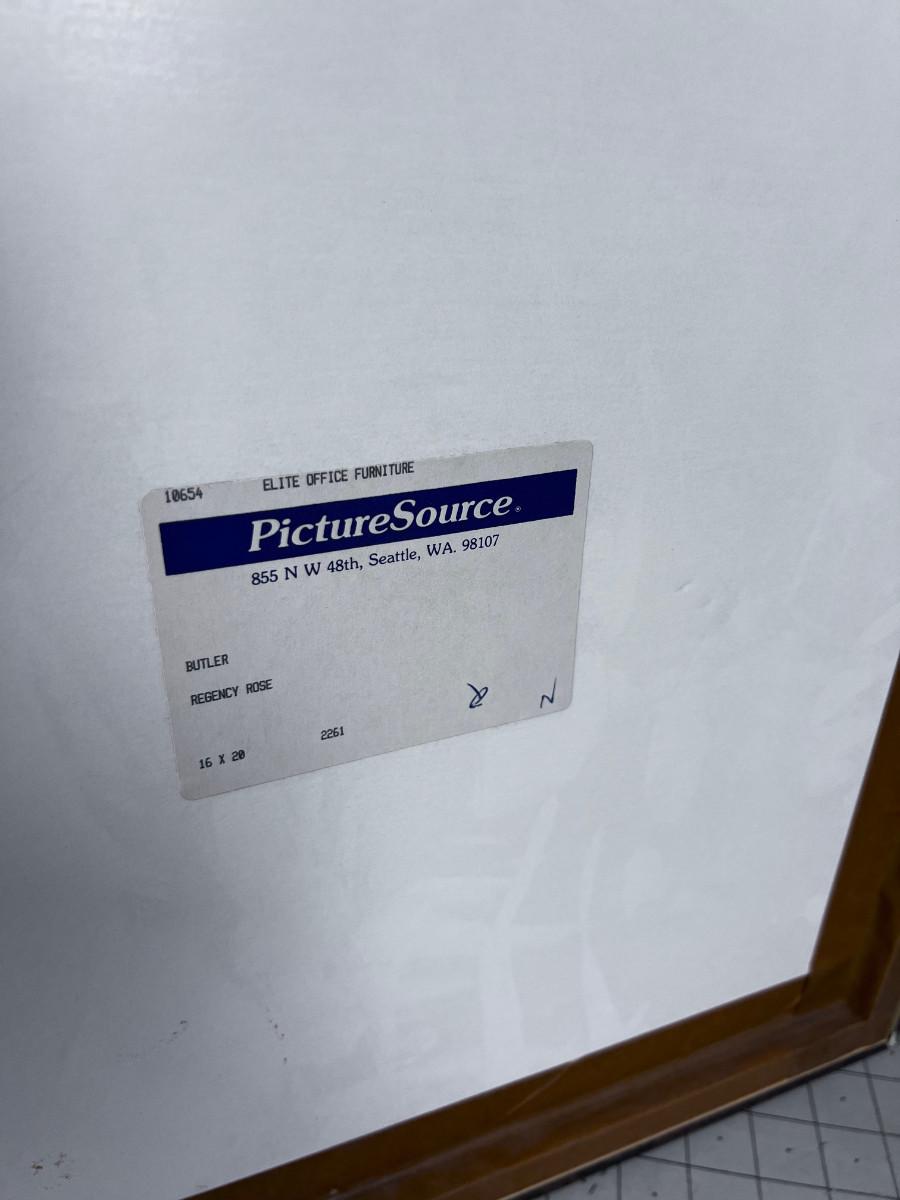 10654 ELITE OFFICE FURNITURE
PictureSource®
855 N W 48th, Seattle, WA. 98107
BUTLER
REGENCY ROSE
16 X 20 2261
N